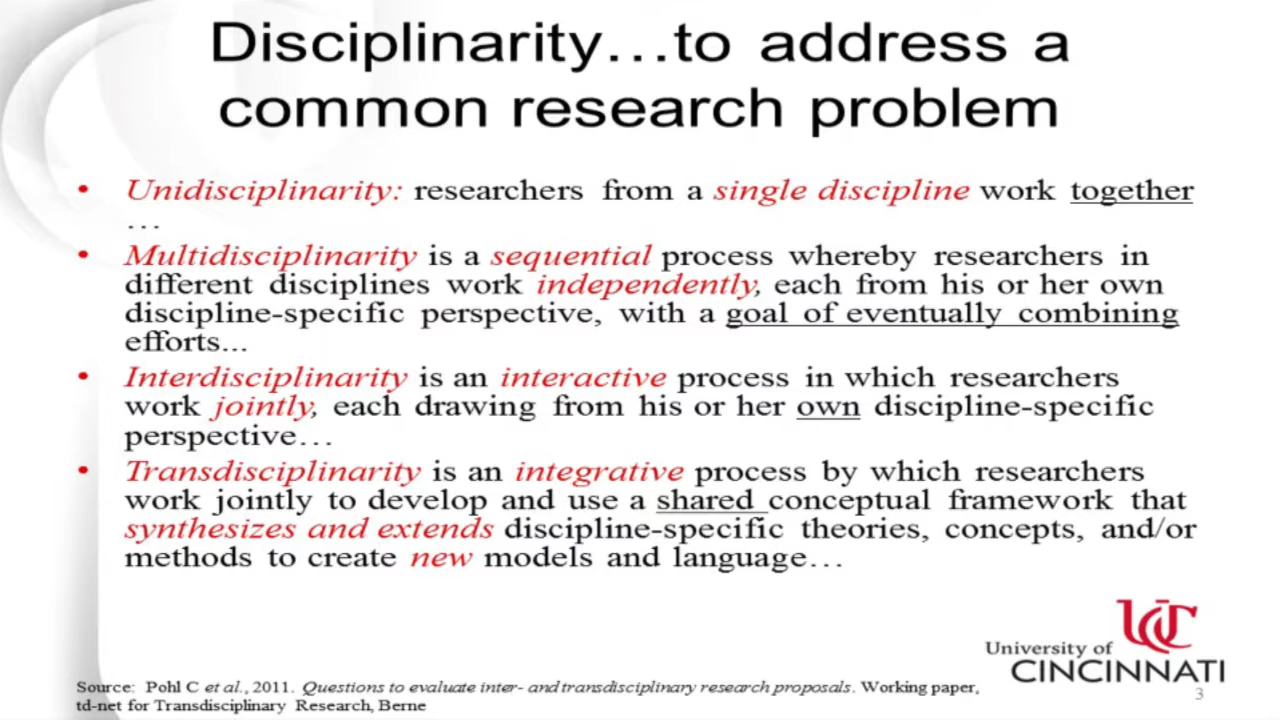 Disciplinarity…to address a
common research problem
• Unidisciplinarity: researchers from a single discipline work together
…
• Multidisciplinarity is a sequential process whereby researchers in
different disciplines work independently, each from his or her own
discipline-specific perspective, with a goal of eventually combining
efforts...
• Interdisciplinarity is an interactive process in which researchers
work jointly, each drawing from his or her own discipline-specific
perspective…
• Transdisciplinarity is an integrative process by which researchers
work jointly to develop and use a shared conceptual framework that
synthesizes and extends discipline-specific theories, concepts, and/or
methods to create new models and language…
UC
University of
CINCINNATI
Source: Pohl C et al., 2011. Questions to evaluate inter- and transdisciplinary research proposals. Working paper,
td-net for Transdisciplinary Research, Berne
3